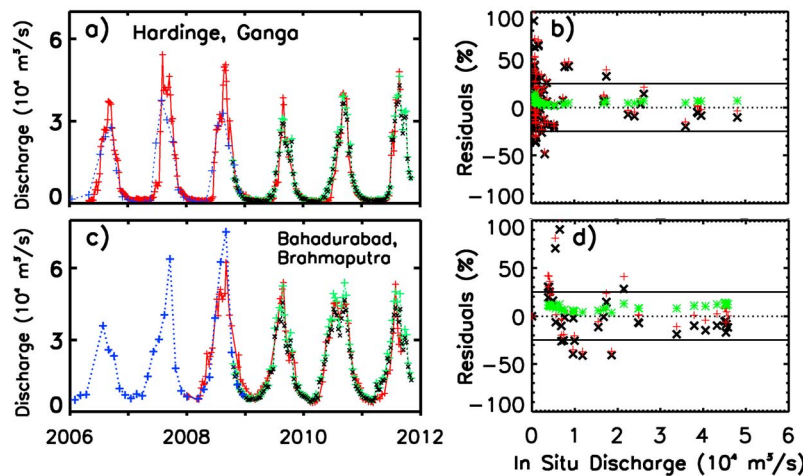 a) Hardinge, Ganga
Discharge (10⁴ m³/s)
6
3
0
b)
Residuals (%)
100
50
0
−50
−100
c) Bahadurabad,
Brahmaputra
Discharge (10⁴ m³/s)
6
3
0
2006 2008 2010 2012
d)
Residuals (%)
100
50
0
−50
−100
0 1 2 3 4 5 6
In Situ Discharge (10⁴ m³/s)